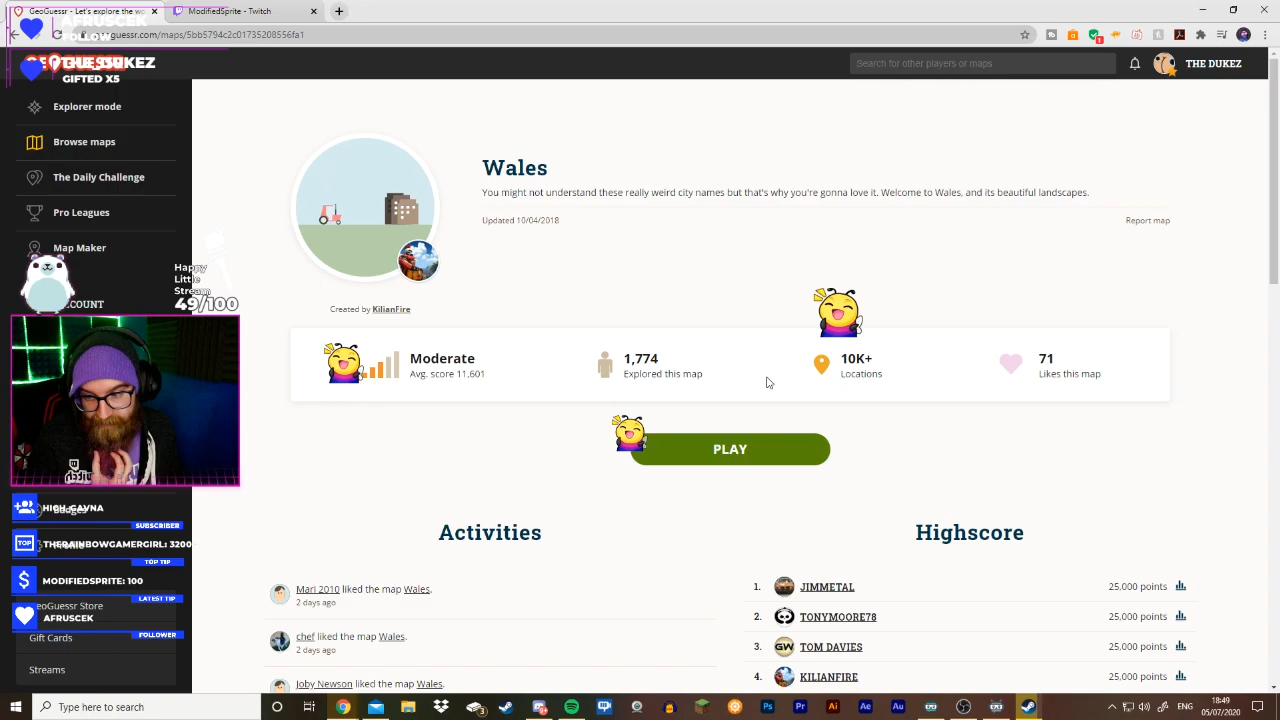 GeoGuessr - Let's explore the wo
ModifiedSprite - Twitch
guessr.com/maps/5bb5794c2c01735208556fa1
AFRUSCEK
FOLLOW
THE_DUKEZ
GIFTED X5
Search for other players or maps
THE DUKEZ
Explorer mode
Browse maps
The Daily Challenge
Pro Leagues
Map Maker
Happy
Little
Stream
49/100
COUNT
Wales
You might not understand these really weird city names but that's why you're gonna love it. Welcome to Wales, and its beautiful landscapes.
Updated 10/04/2018
Report map
Created by KilianFire
Moderate
Avg. score 11,601
1,774
Explored this map
10K+
Locations
71
Likes this map
PLAY
Activities
Highscore
Mari 2010 liked the map Wales.
2 days ago
chef liked the map Wales.
2 days ago
Joby Newson liked the map Wales.
1. JIMMETAL 25,000 points
2. TONYMOORE78 25,000 points
3. TOM DAVIES 25,000 points
4. KILIANFIRE 25,000 points
Badges
SUBSCRIBER
TOP
THERAINBOWGAMERGIRL: 3200
TOP TIP
MODIFIEDSPRITE: 100
LATEST TIP
GeoGuessr Store
AFRUSCEK
FOLLOWER
Gift Cards
Streams
Type here to search
ENG
18:49
05/07/2020